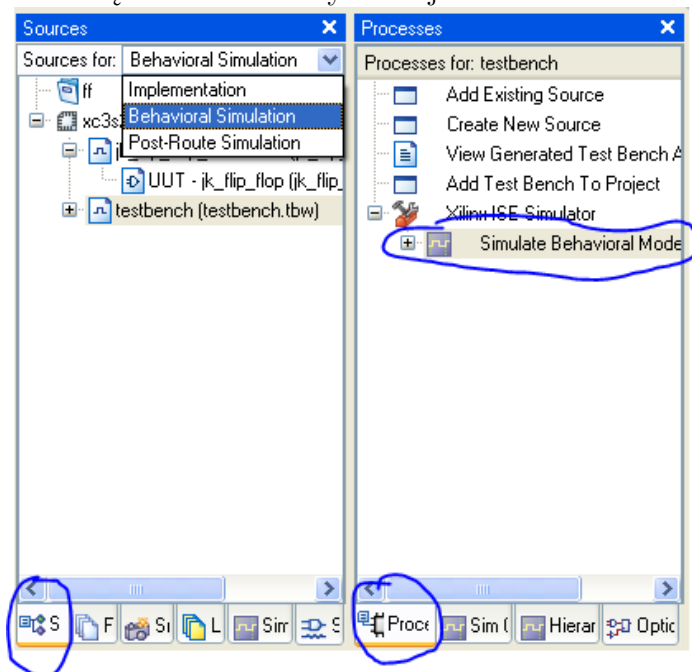 Sources
Sources for: Behavioral Simulation
ff
Implementation
xc3s
Behavioral Simulation
Post-Route Simulation
UUT - jk_flip_flop (jk_flip_
testbench (testbench.tbw)
S
F
L
Sim
S
Processes
Processes for: testbench
Add Existing Source
Create New Source
View Generated Test Bench A
Add Test Bench To Project
Xilinx ISE Simulator
Simulate Behavioral Mode
Proce
Sim (
Hierar
Optic